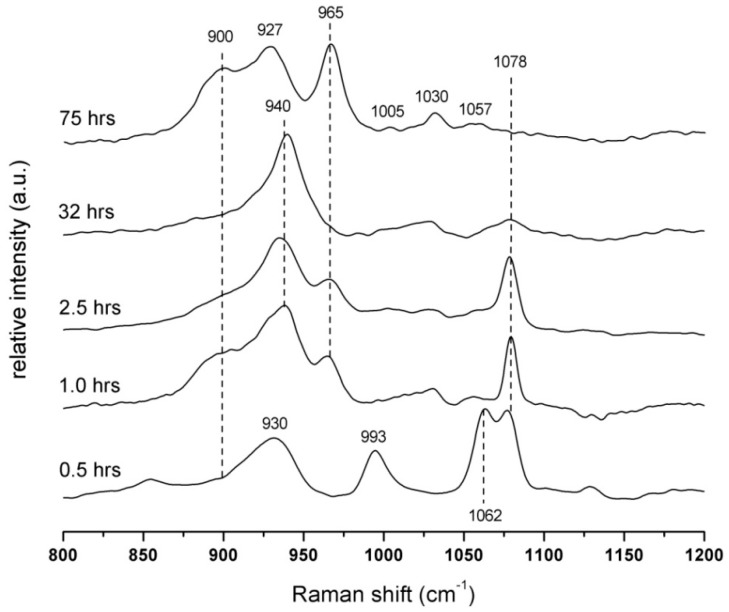 965
927
900
1078
1030
1005
1057
75 hrs
940
32 hrs
2.5 hrs
1.0 hrs
930
993
0.5 hrs
1062
relative intensity (a.u.)
800 850 900 950 1000 1050 1100 1150 1200
Raman shift (cm⁻¹)